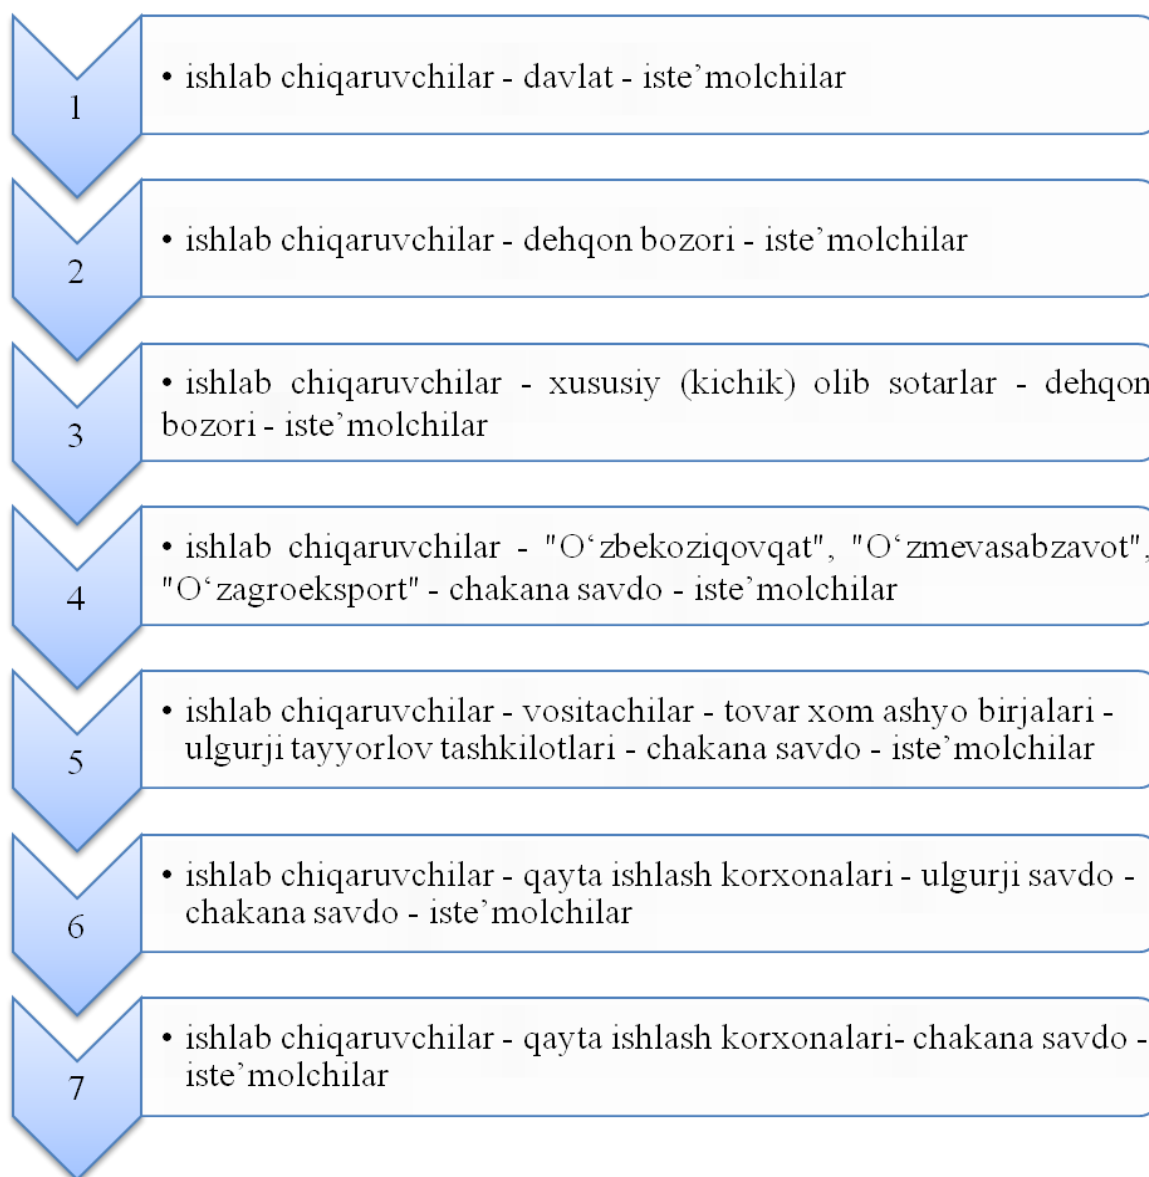 1
• ishlab chiqaruvchilar - davlat - iste’molchilar
2
• ishlab chiqaruvchilar - dehqon bozori - iste’molchilar
3
• ishlab chiqaruvchilar - xususiy (kichik) olib sotarlar - dehqon
bozori - iste’molchilar
4
• ishlab chiqaruvchilar - "O‘zbekoziqovqat", "O‘zmevasabzavot",
"O‘zagroeksport" - chakana savdo - iste’molchilar
5
• ishlab chiqaruvchilar - vositachilar - tovar xom ashyo birjalari -
ulgurji tayyorlov tashkilotlari - chakana savdo - iste’molchilar
6
• ishlab chiqaruvchilar - qayta ishlash korxonalari - ulgurji savdo -
chakana savdo - iste’molchilar
7
• ishlab chiqaruvchilar - qayta ishlash korxonalari- chakana savdo -
iste’molchilar